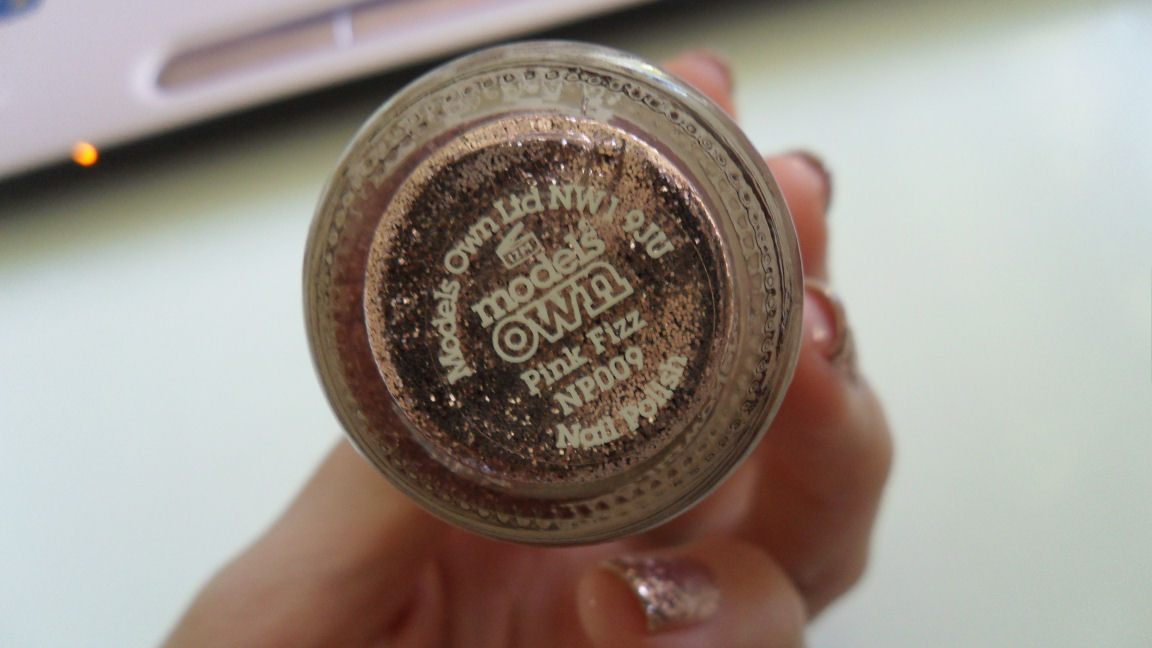 Models Own Ltd NW1 9JU
models
OWN
Pink Fizz
NP009
Nail Polish